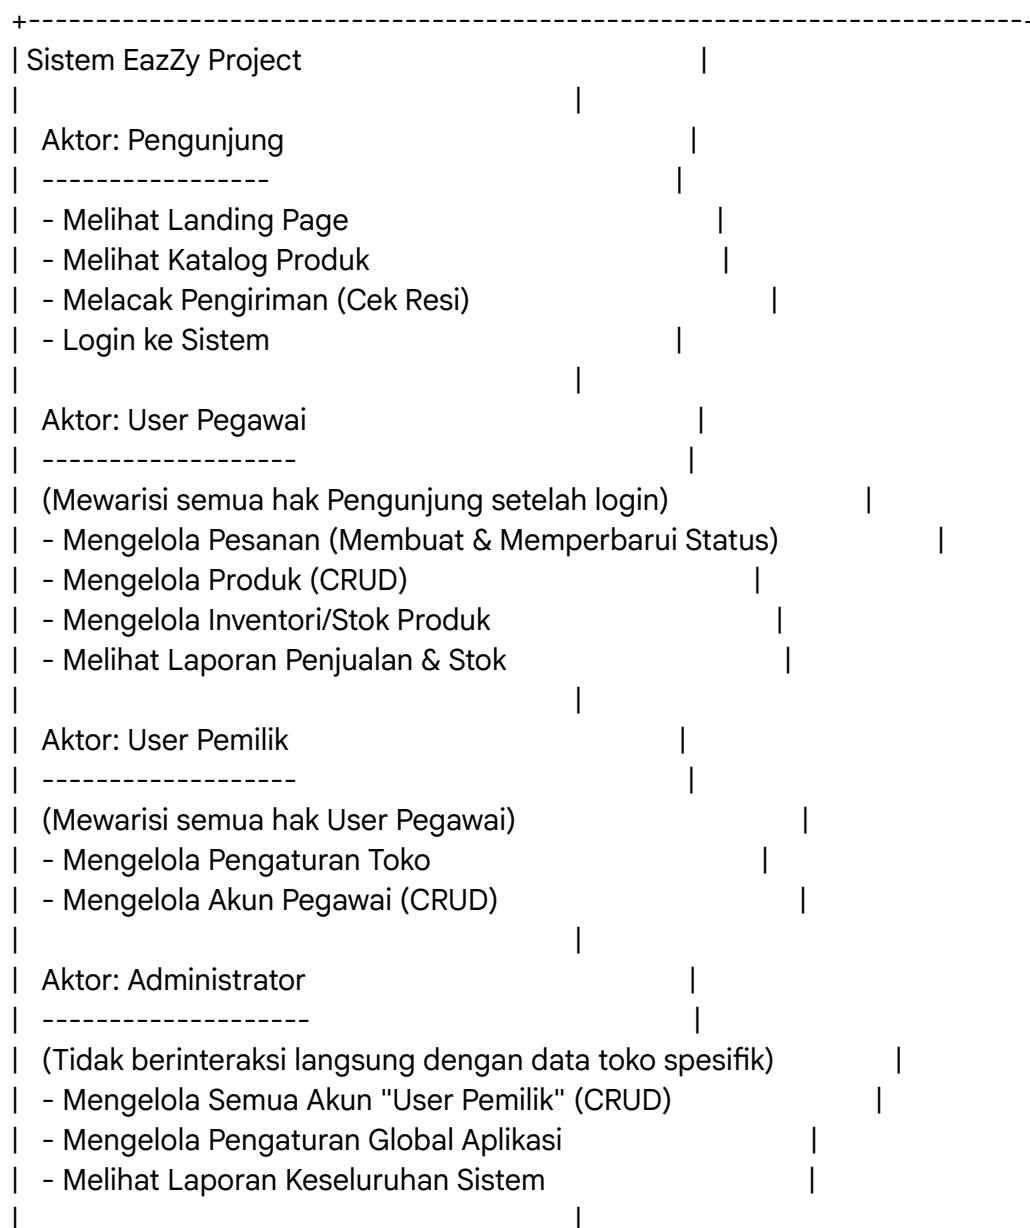 +--------------------------------------------------------------------------
| Sistem EazZy Project |
| |
| Aktor: Pengunjung |
| ----------------- |
| - Melihat Landing Page |
| - Melihat Katalog Produk |
| - Melacak Pengiriman (Cek Resi) |
| - Login ke Sistem |
| |
| Aktor: User Pegawai |
| ------------------- |
| (Mewarisi semua hak Pengunjung setelah login) |
| - Mengelola Pesanan (Membuat & Memperbarui Status) |
| - Mengelola Produk (CRUD) |
| - Mengelola Inventori/Stok Produk |
| - Melihat Laporan Penjualan & Stok |
| |
| Aktor: User Pemilik |
| ------------------- |
| (Mewarisi semua hak User Pegawai) |
| - Mengelola Pengaturan Toko |
| - Mengelola Akun Pegawai (CRUD) |
| |
| Aktor: Administrator |
| -------------------- |
| (Tidak berinteraksi langsung dengan data toko spesifik) |
| - Mengelola Semua Akun "User Pemilik" (CRUD) |
| - Mengelola Pengaturan Global Aplikasi |
| - Melihat Laporan Keseluruhan Sistem |
| |